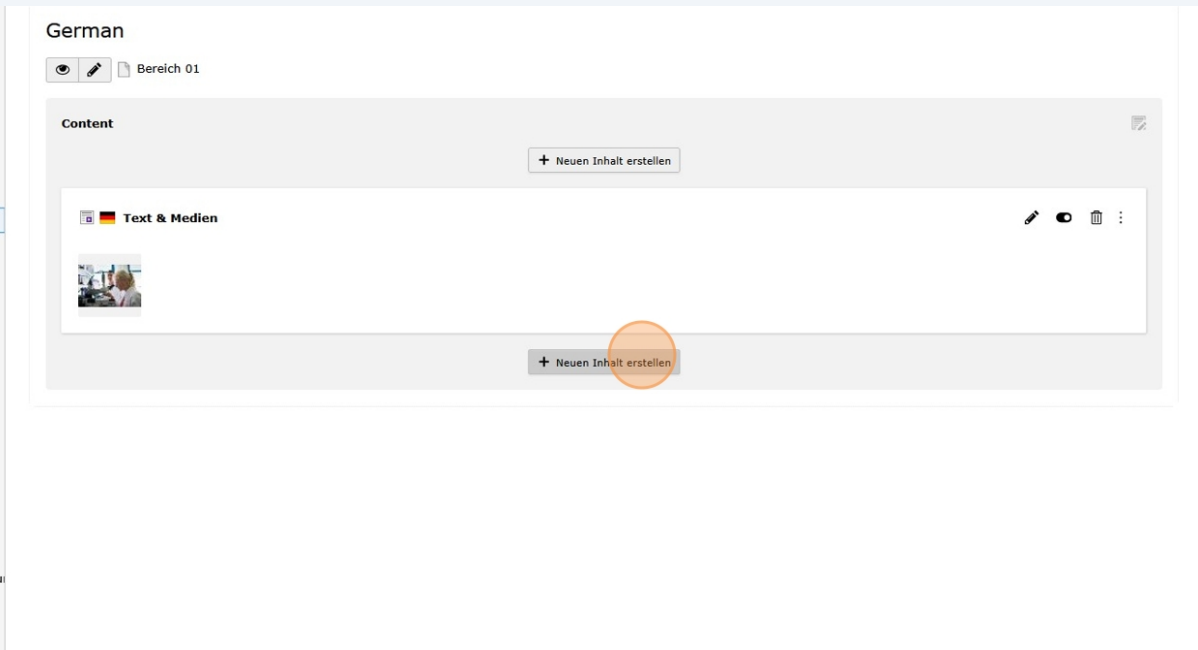 German
Bereich 01
Content
Neuen Inhalt erstellen
Text & Medien
Neuen Inhalt erstellen